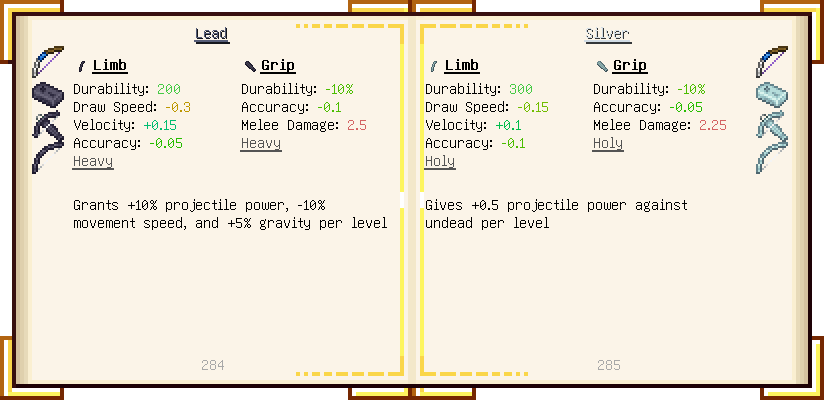 Lead
Limb
Durability: 200
Draw Speed: -0.3
Velocity: +0.15
Accuracy: -0.05
Heavy
Grip
Durability: -10%
Accuracy: -0.1
Melee Damage: 2.5
Heavy
Grants +10% projectile power, -10%
movement speed, and +5% gravity per level
284
Silver
Limb
Durability: 300
Draw Speed: -0.15
Velocity: +0.1
Accuracy: -0.1
Holy
Grip
Durability: -10%
Accuracy: -0.05
Melee Damage: 2.25
Holy
Gives +0.5 projectile power against
undead per level
285